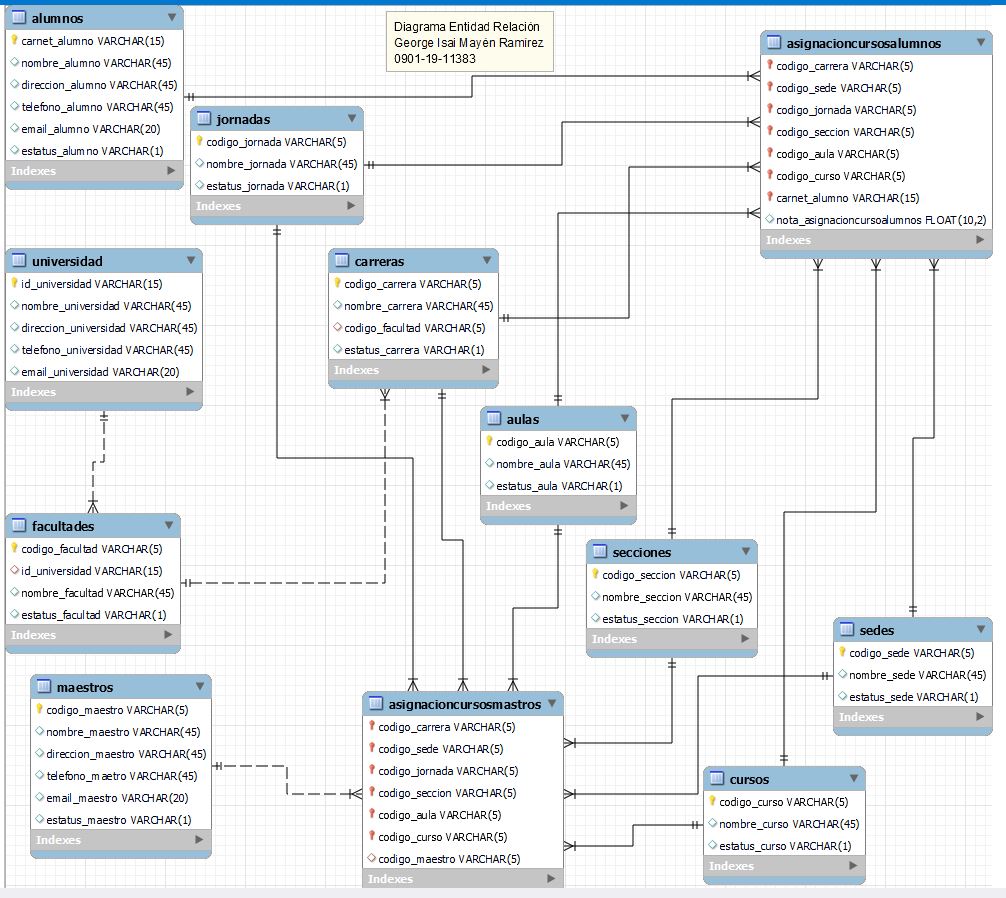 alumnos
carnet_alumno VARCHAR(15)
nombre_alumno VARCHAR(45)
direccion_alumno VARCHAR(45)
telefono_alumno VARCHAR(45)
email_alumno VARCHAR(20)
estatus_alumno VARCHAR(1)
Indexes
Diagrama Entidad Relación
George Isaí Mayén Ramírez
0901-19-11383
asignacioncursosalumnos
codigo_carrera VARCHAR(5)
codigo_sede VARCHAR(5)
codigo_jornada VARCHAR(5)
codigo_seccion VARCHAR(5)
codigo_aula VARCHAR(5)
codigo_curso VARCHAR(5)
carnet_alumno VARCHAR(15)
nota_asignacioncursoalumnos FLOAT(10,2)
Indexes
jornadas
codigo_jornada VARCHAR(5)
nombre_jornada VARCHAR(45)
estatus_jornada VARCHAR(1)
Indexes
universidad
id_universidad VARCHAR(15)
nombre_universidad VARCHAR(45)
direccion_universidad VARCHAR(45)
telefono_universidad VARCHAR(45)
email_universidad VARCHAR(20)
Indexes
carreras
codigo_carrera VARCHAR(5)
nombre_carrera VARCHAR(45)
codigo_facultad VARCHAR(5)
estatus_carrera VARCHAR(1)
Indexes
aulas
codigo_aula VARCHAR(5)
nombre_aula VARCHAR(45)
estatus_aula VARCHAR(1)
Indexes
facultades
codigo_facultad VARCHAR(5)
id_universidad VARCHAR(15)
nombre_facultad VARCHAR(45)
estatus_facultad VARCHAR(1)
Indexes
secciones
codigo_seccion VARCHAR(5)
nombre_seccion VARCHAR(45)
estatus_seccion VARCHAR(1)
Indexes
sedes
codigo_sede VARCHAR(5)
nombre_sede VARCHAR(45)
estatus_sede VARCHAR(1)
Indexes
maestros
codigo_maestro VARCHAR(5)
nombre_maestro VARCHAR(45)
direccion_maestro VARCHAR(45)
telefono_maetro VARCHAR(45)
email_maestro VARCHAR(20)
estatus_maestro VARCHAR(1)
Indexes
asignacioncursosmastros
codigo_carrera VARCHAR(5)
codigo_sede VARCHAR(5)
codigo_jornada VARCHAR(5)
codigo_seccion VARCHAR(5)
codigo_aula VARCHAR(5)
codigo_curso VARCHAR(5)
codigo_maestro VARCHAR(5)
Indexes
cursos
codigo_curso VARCHAR(5)
nombre_curso VARCHAR(45)
estatus_curso VARCHAR(1)
Indexes